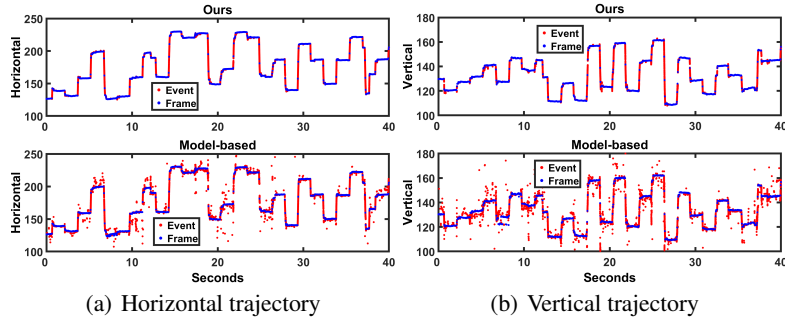 Ours
Horizontal
250
200
150
100
Event
Frame
0 10 20 30 40
Model-based
Horizontal
250
200
150
100
Event
Frame
0 10 20 30 40
Seconds
(a) Horizontal trajectory
Ours
Vertical
180
160
140
120
100
Event
Frame
0 10 20 30 40
Model-based
Vertical
180
160
140
120
100
Event
Frame
0 10 20 30 40
Seconds
(b) Vertical trajectory